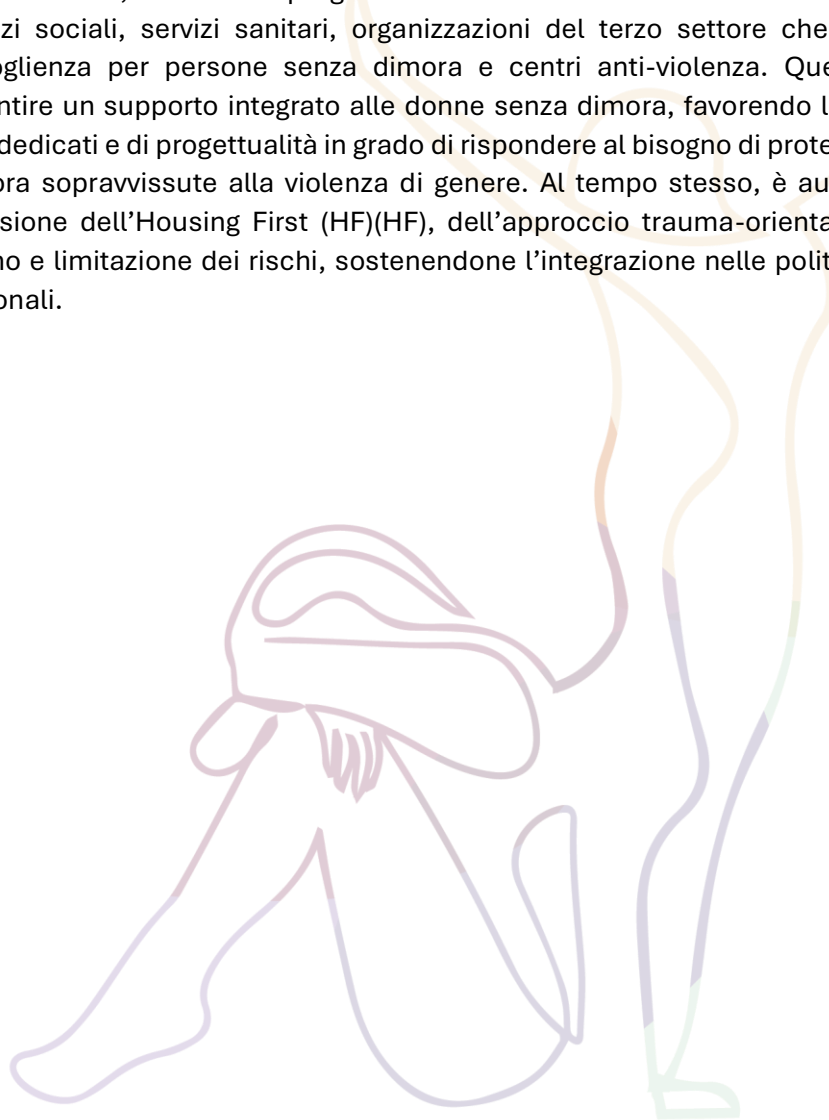 zi sociali, servizi sanitari, organizzazioni del terzo settore che
oglienza per persone senza dimora e centri anti-violenza. Que
ntire un supporto integrato alle donne senza dimora, favorendo l
dedicati e di progettualità in grado di rispondere al bisogno di prote
ora sopravvissute alla violenza di genere. Al tempo stesso, è au
sione dell’Housing First (HF)(HF), dell’approccio trauma-orienta
no e limitazione dei rischi, sostenendone l’integrazione nelle polit
onali.